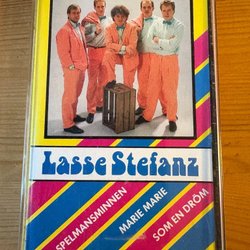 Lasse Stefanz
SPELMANSMINNEN
MARIE MARIE
SOM EN DRÖM